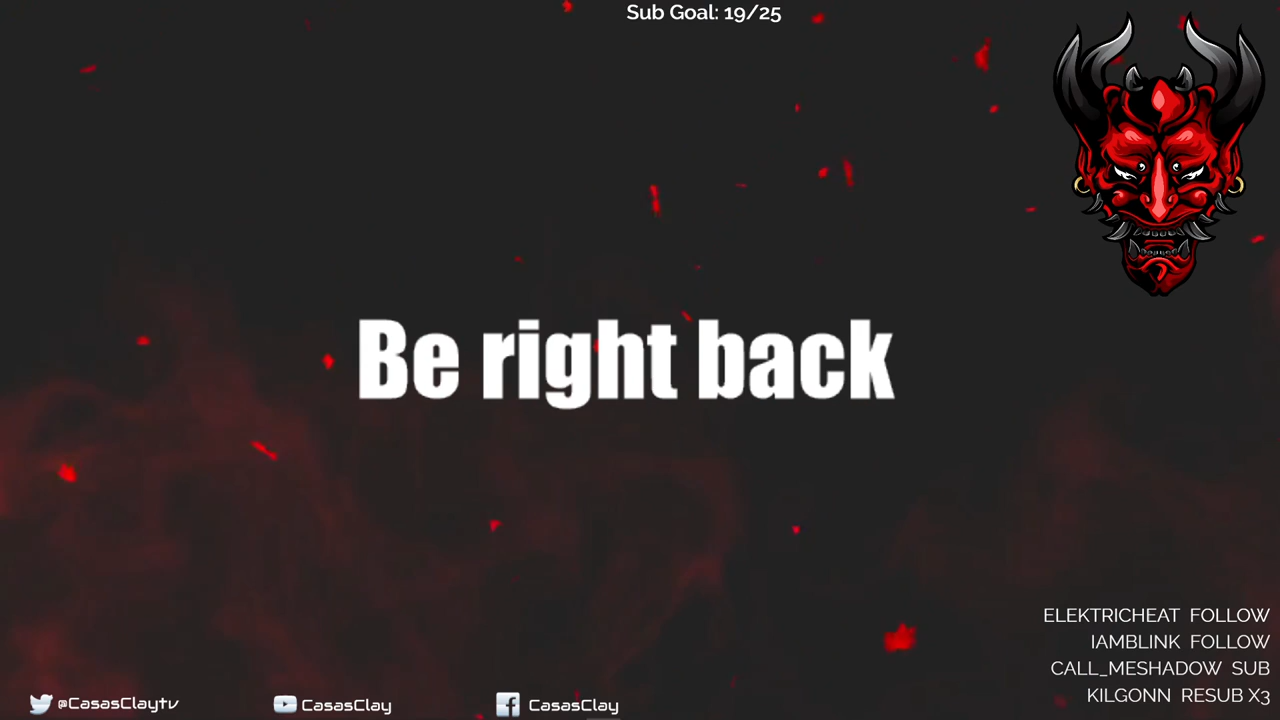 Sub Goal: 19/25
Be right back
ELEKTRICHEAT FOLLOW
IAMBLINK FOLLOW
CALL_MESHADOW SUB
KILGONN RESUB X3
@CasasClaytv CasasClay CasasClay